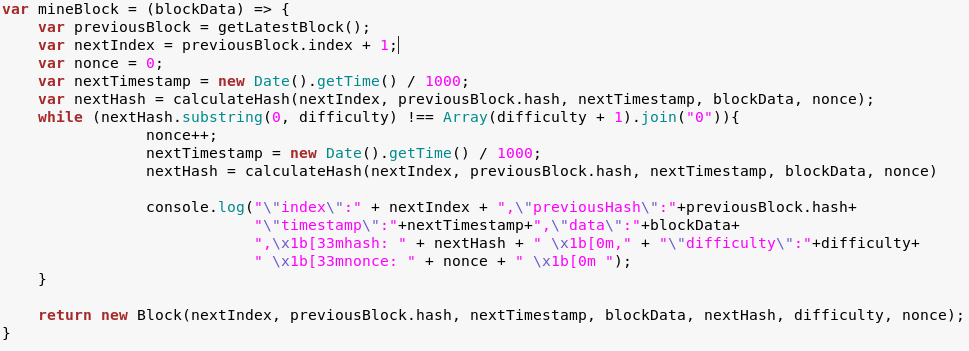 var mineBlock = (blockData) => {
    var previousBlock = getLatestBlock();
    var nextIndex = previousBlock.index + 1;
    var nonce = 0;
    var nextTimestamp = new Date().getTime() / 1000;
    var nextHash = calculateHash(nextIndex, previousBlock.hash, nextTimestamp, blockData, nonce);
    while (nextHash.substring(0, difficulty) !== Array(difficulty + 1).join("0")){
                nonce++;
                nextTimestamp = new Date().getTime() / 1000;
                nextHash = calculateHash(nextIndex, previousBlock.hash, nextTimestamp, blockData, nonce)
                console.log("\"index\":" + nextIndex + ",\"previousHash\":"+previousBlock.hash+
                            "\"timestamp\":"+nextTimestamp+",\"data\":"+blockData+
                            ",\x1b[33mhash: " + nextHash + " \x1b[0m," + "\"difficulty\":"+difficulty+
                            " \x1b[33mnonce: " + nonce + " \x1b[0m ");
    }
    return new Block(nextIndex, previousBlock.hash, nextTimestamp, blockData, nextHash, difficulty, nonce);
}